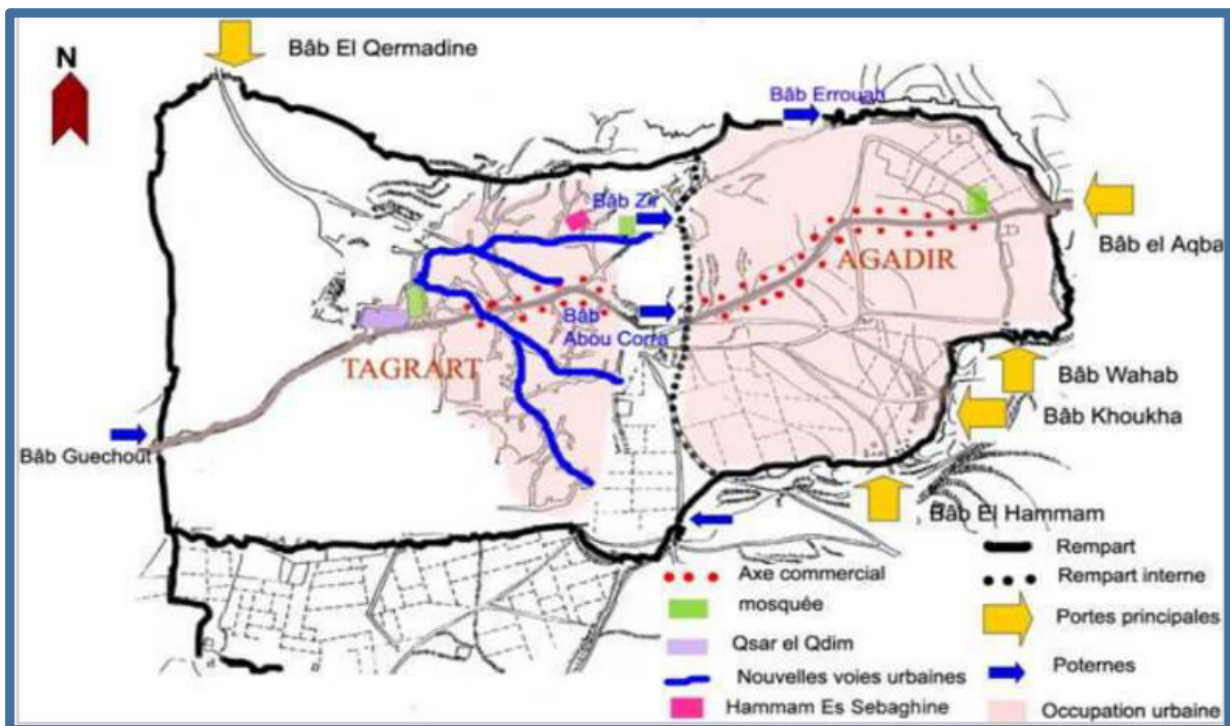 Bâb El Qermadine
N
Bâb Errouah
Bâb Zir
Bâb el Aqba
AGADIR
Bâb
Abou Corra
TAGRART
Bâb Wahab
Bâb Khoukha
Bâb Guechout
Bâb El Hammam
Axe commercial
mosquée
Qsar el Qdim
Nouvelles voies urbaines
Hammam Es Sebaghine
Rempart
Rempart interne
Portes principales
Poternes
Occupation urbaine